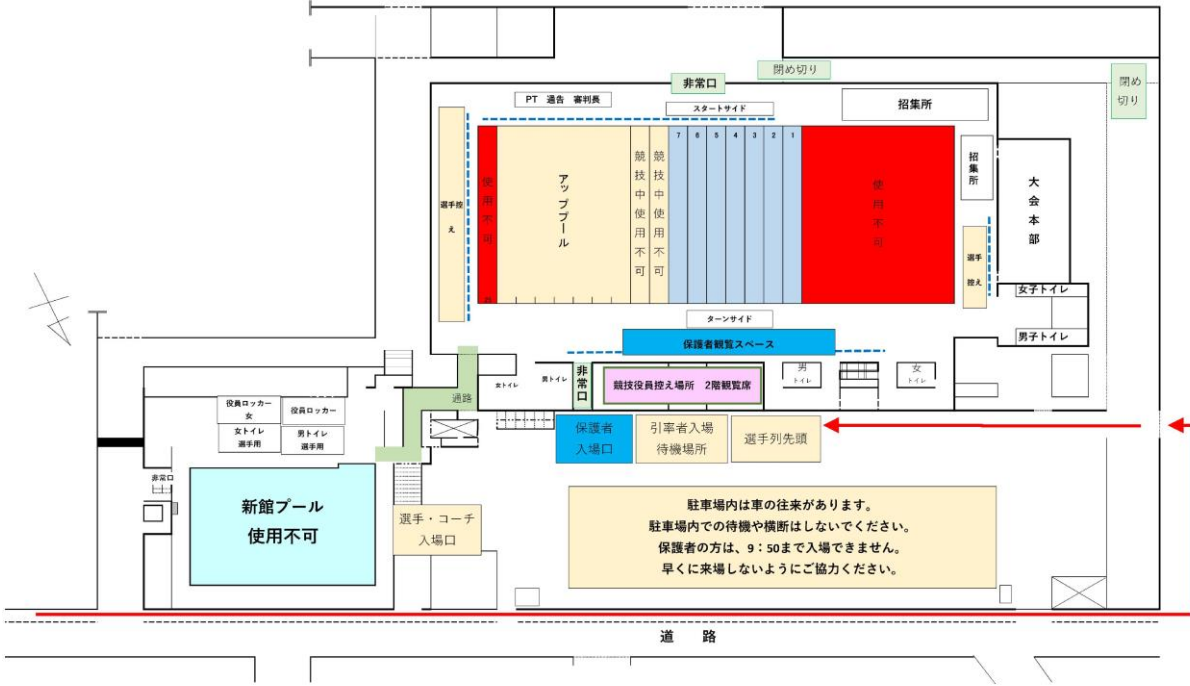 閉め切り
非常口
閉め
切り
PT 通告 審判長
スタートサイド
招集所
選手控
え
使用不可
アッププール
競技中使用不可
競技中使用不可
7 6 5 4 3 2 1
使用不可
招集所
大会本部
選手
控え
女子トイレ
男子トイレ
ターンサイド
保護者観覧スペース
女トイレ
男トイレ
非常口
競技役員控え場所 2階観覧席
男
トイレ
女
トイレ
通路
役員ロッカー
女
役員ロッカー
女トイレ
選手用
男トイレ
選手用
保護者
入場口
引率者入場
待機場所
選手列先頭
非常口
新館プール
使用不可
選手・コーチ
入場口
駐車場内は車の往来があります。
駐車場内での待機や横断はしないでください。
保護者の方は、9：50まで入場できません。
早くに来場しないようにご協力ください。
道 路